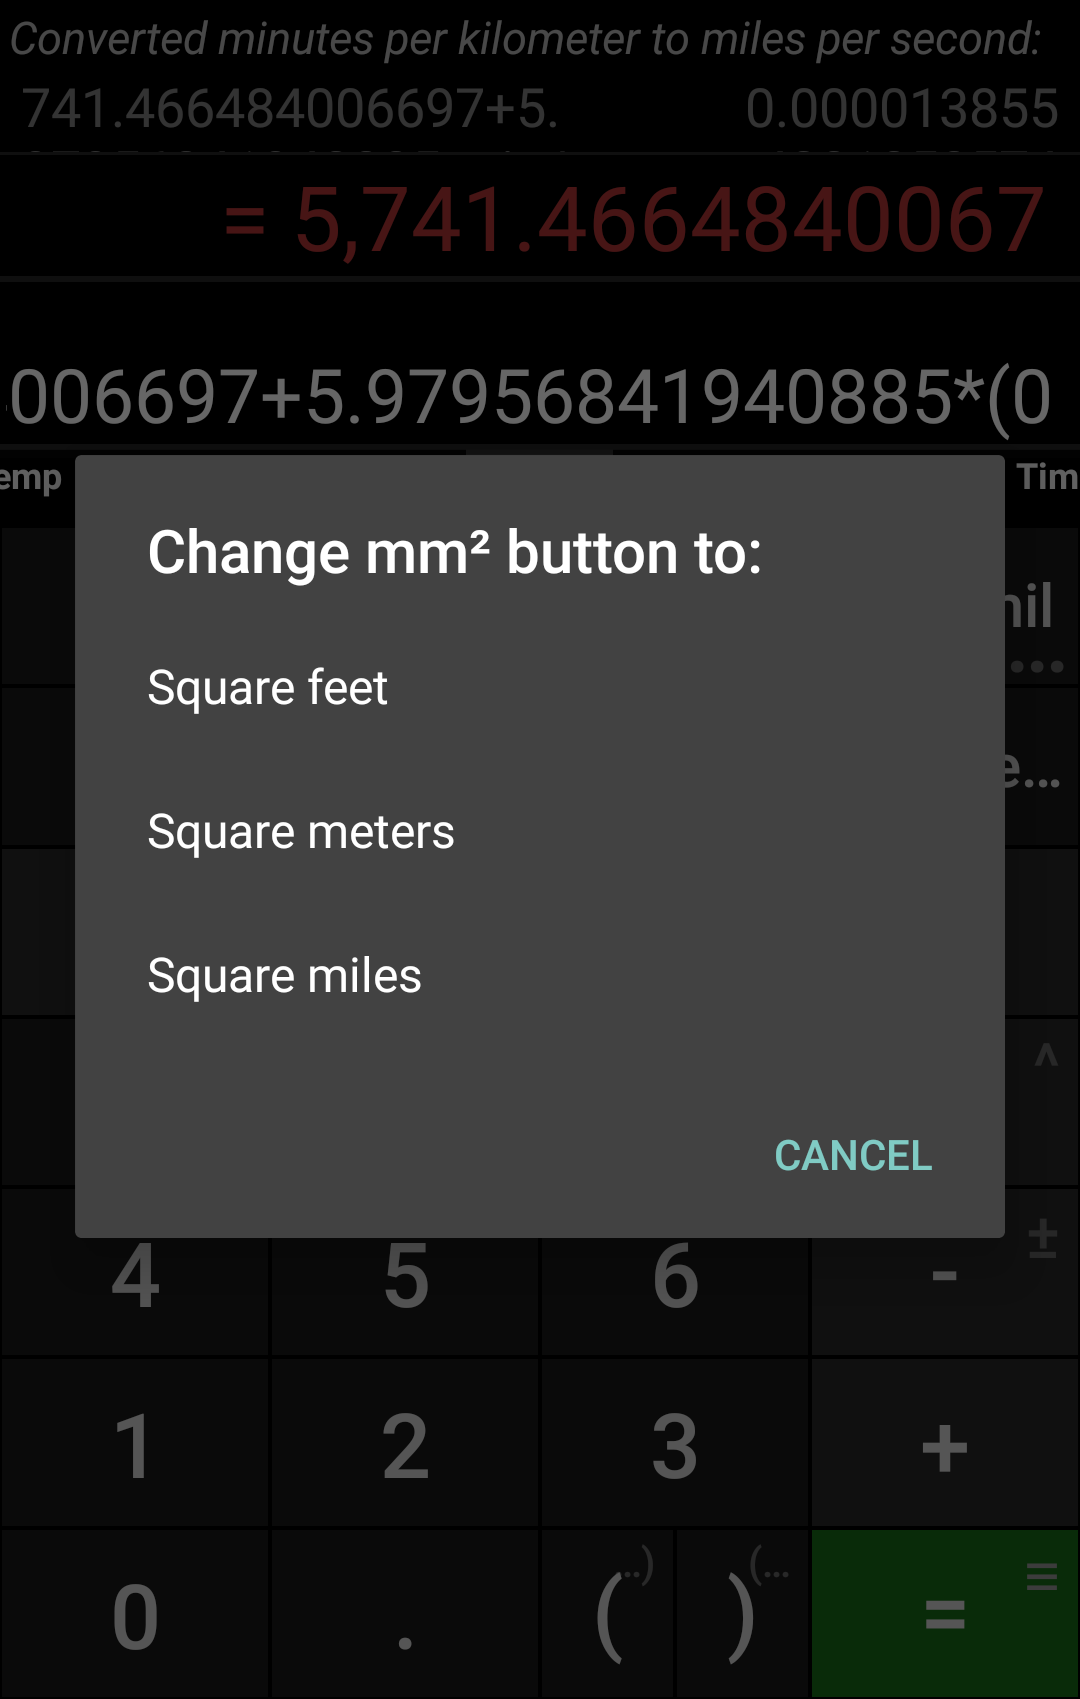 Converted minutes per kilometer to miles per second:
741.466484006697+5. 0.000013855
= 5,741.4664840067
006697+5.97956841940885*(0
emp Tim
Change mm² button to:
Square feet
nil
...
Square meters
e...
Square miles
^
CANCEL
±
4 5 6 -
1 2 3 +
0 . ( ..) ) (... = ☰